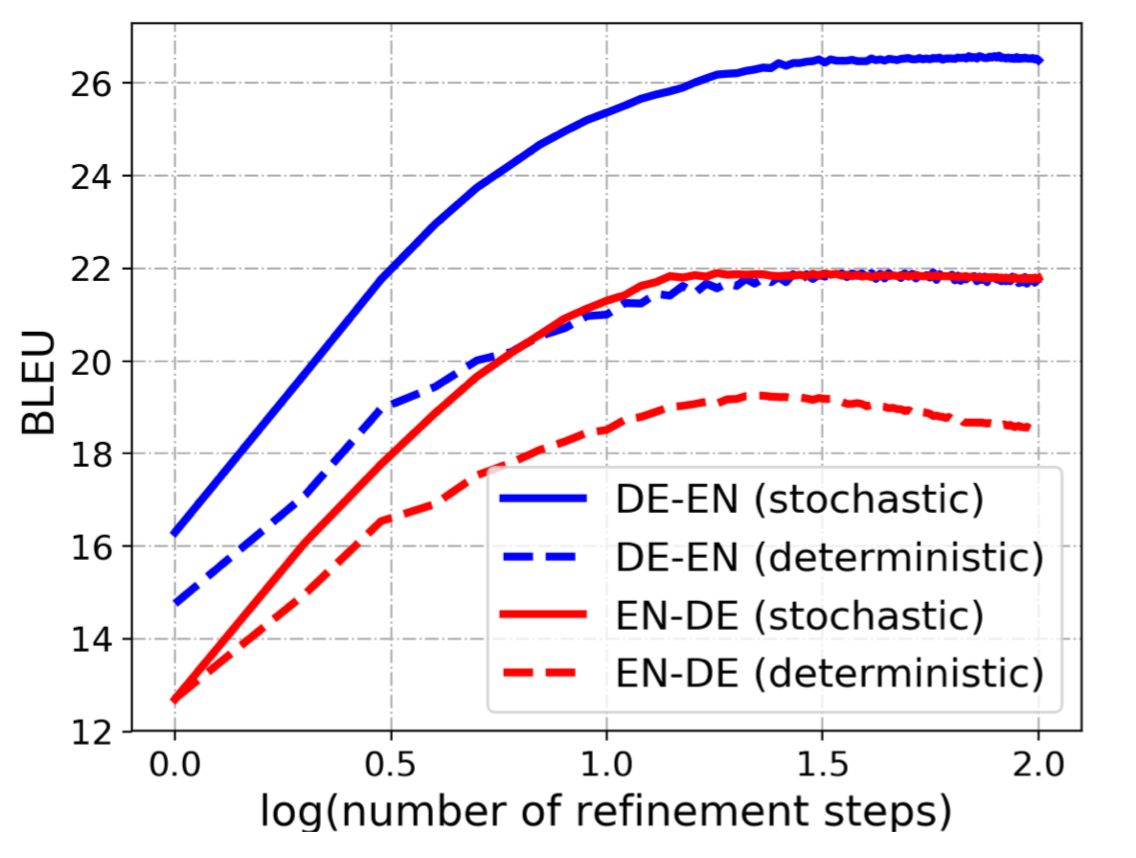 BLEU
26
24
22
20
18
16
14
12
DE-EN (stochastic)
DE-EN (deterministic)
EN-DE (stochastic)
EN-DE (deterministic)
0.0 0.5 1.0 1.5 2.0
log(number of refinement steps)